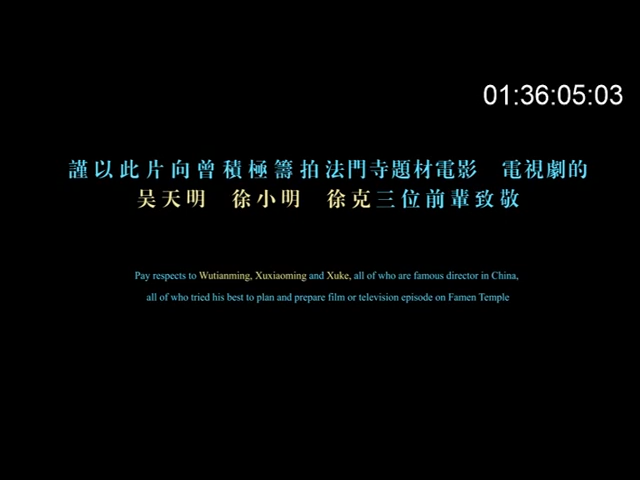 01:36:05:03
謹以此片向曾積極籌拍法門寺題材電影　電視劇的
吴天明　徐小明　徐克三位前輩致敬
Pay respects to Wutianming, Xuxiaoming and Xuke, all of who are famous director in China,
all of who tried his best to plan and prepare film or television episode on Famen Temple